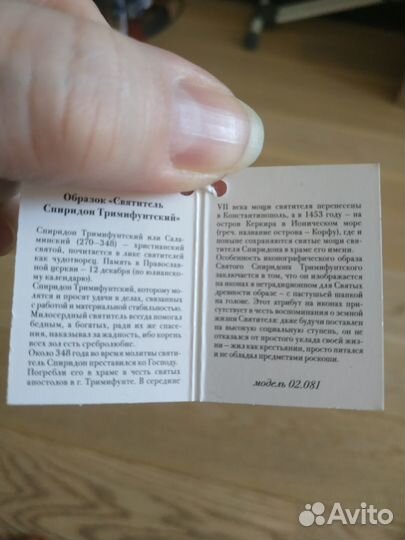 Образок «Святитель
Спиридон Тримифунтский»
Спиридон Тримифунтский или Сала-
минский (270–348) – христианский
святой, почитается в лике святителей
как чудотворец. Память в Православ-
ной церкви – 12 декабря (по юлианско-
му календарю).
Спиридон Тримифунтский, которому мо-
лятся и просят удачи в делах, связанных
с работой и материальной стабильностью.
Милосердный святитель всегда помогал
бедным, а богатых, ради их же спасе-
ния, наказывал за жадность, ибо корень
всех зол есть сребролюбие.
Около 348 года во время молитвы святи-
тель Спиридон преставился ко Господу.
Погребли его в храме в честь святых
апостолов в г. Тримифунте. В середине
VII века мощи святителя перенесены
в Константинополь, а в 1453 году – на
остров Керкира в Ионическом море
(греч. название острова – Корфу), где и
поныне сохраняются святые мощи свя-
тителя Спиридона в храме его имени.
Особенность иконографического образа
Святого Спиридона Тримифунтского
заключается в том, что он изображается
на иконах в нетрадиционном для Святых
древности образе – с пастушьей шапкой
на голове. Этот атрибут на иконах при-
сутствует в честь воспоминания о земной
жизни Святителя: даже будучи поставлен
на высокую социальную ступень, он не
отказался от простого уклада своей жиз-
ни – жил как крестьянин, просто питался
и не обладал предметами роскоши.
модель 02.081
Avito